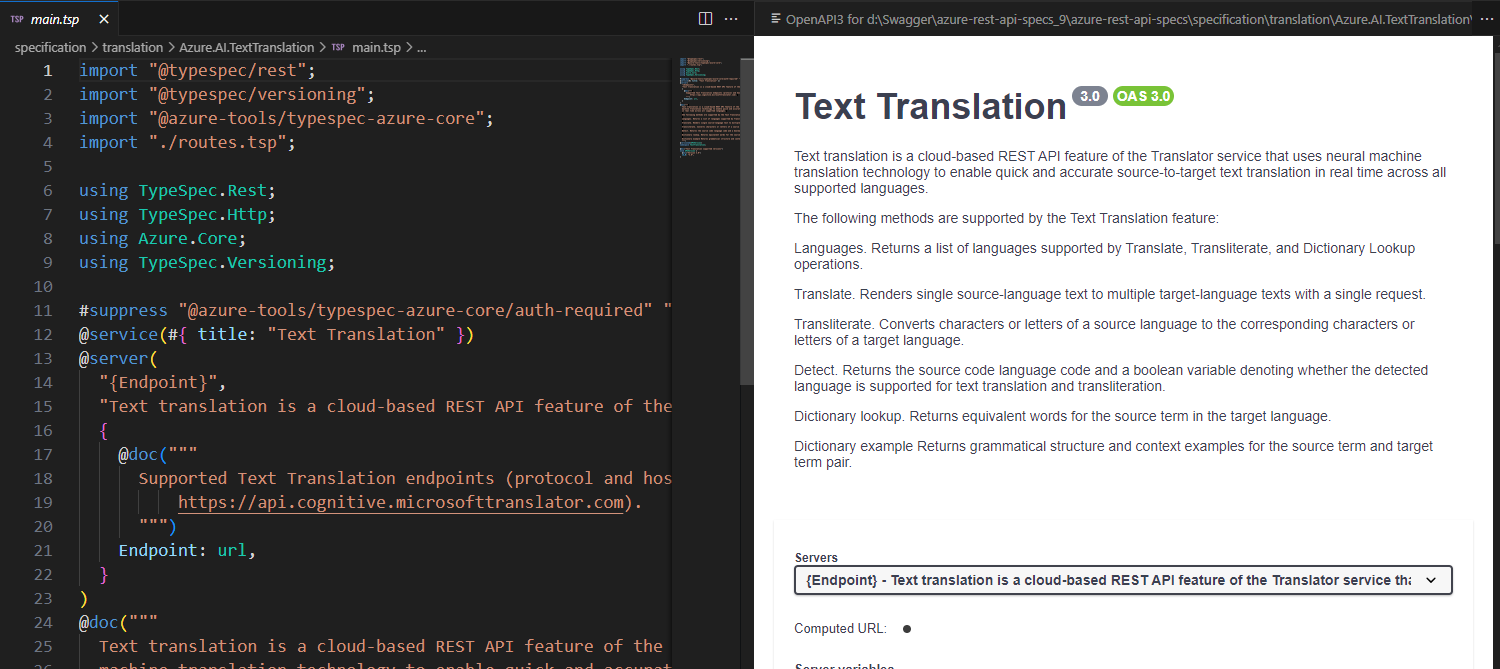 TSP main.tsp
specification > translation > Azure.AI.TextTranslation > TSP main.tsp > ...
1 import "@typespec/rest";
2 import "@typespec/versioning";
3 import "@azure-tools/typespec-azure-core";
4 import "./routes.tsp";
5
6 using TypeSpec.Rest;
7 using TypeSpec.Http;
8 using Azure.Core;
9 using TypeSpec.Versioning;
10
11 #suppress "@azure-tools/typespec-azure-core/auth-required" "
12 @service(#{ title: "Text Translation" })
13 @server(
14 "{Endpoint}",
15 "Text translation is a cloud-based REST API feature of the
16 {
17 @doc("""
18 Supported Text Translation endpoints (protocol and hos
19 https://api.cognitive.microsofttranslator.com).
20 """)
21 Endpoint: url,
22 }
23 )
24 @doc("""
25 Text translation is a cloud-based REST API feature of the
26 machine translation technology to enable quick and accurat
OpenAPI3 for d:\Swagger\azure-rest-api-specs_9\azure-rest-api-specs\specification\translation\Azure.AI.TextTranslation\
Text Translation 3.0 OAS 3.0
Text translation is a cloud-based REST API feature of the Translator service that uses neural machine
translation technology to enable quick and accurate source-to-target text translation in real time across all
supported languages.
The following methods are supported by the Text Translation feature:
Languages. Returns a list of languages supported by Translate, Transliterate, and Dictionary Lookup
operations.
Translate. Renders single source-language text to multiple target-language texts with a single request.
Transliterate. Converts characters or letters of a source language to the corresponding characters or
letters of a target language.
Detect. Returns the source code language code and a boolean variable denoting whether the detected
language is supported for text translation and transliteration.
Dictionary lookup. Returns equivalent words for the source term in the target language.
Dictionary example Returns grammatical structure and context examples for the source term and target
term pair.
Servers
{Endpoint} - Text translation is a cloud-based REST API feature of the Translator service tha
Computed URL:
Server variables